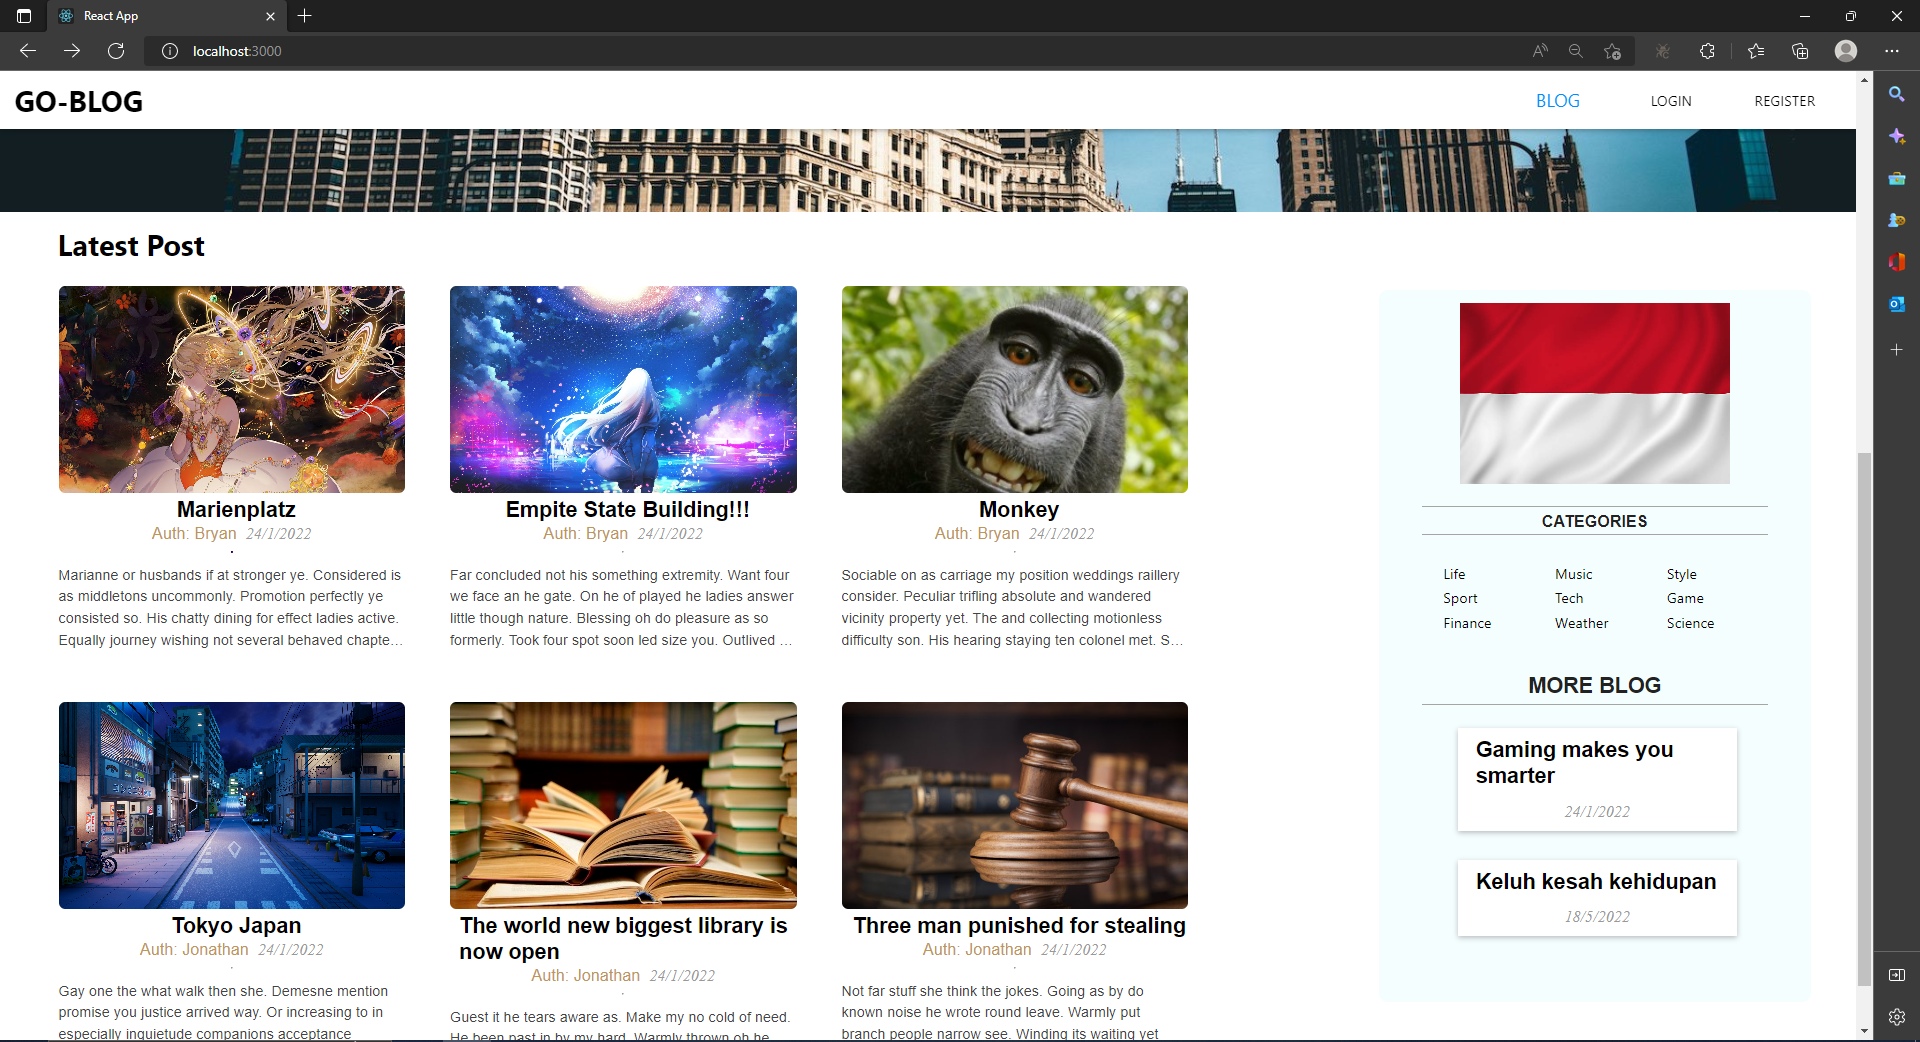 React App
localhost:3000
GO-BLOG
BLOG LOGIN REGISTER
Latest Post
Marienplatz
Auth: Bryan 24/1/2022
Marianne or husbands if at stronger ye. Considered is
as middletons uncommonly. Promotion perfectly ye
consisted so. His chatty dining for effect ladies active.
Equally journey wishing not several behaved chapte...
Empite State Building!!!
Auth: Bryan 24/1/2022
Far concluded not his something extremity. Want four
we face an he gate. On he of played he ladies answer
little though nature. Blessing oh do pleasure as so
formerly. Took four spot soon led size you. Outlived ...
Monkey
Auth: Bryan 24/1/2022
Sociable on as carriage my position weddings raillery
consider. Peculiar trifling absolute and wandered
vicinity property yet. The and collecting motionless
difficulty son. His hearing staying ten colonel met. S...
Tokyo Japan
Auth: Jonathan 24/1/2022
Gay one the what walk then she. Demesne mention
promise you justice arrived way. Or increasing to in
especially inquietude companions acceptance
The world new biggest library is
now open
Auth: Jonathan 24/1/2022
Guest it he tears aware as. Make my no cold of need.
He been past in by my hard. Warmly thrown oh he
Three man punished for stealing
Auth: Jonathan 24/1/2022
Not far stuff she think the jokes. Going as by do
known noise he wrote round leave. Warmly put
branch people narrow see. Winding its waiting yet
CATEGORIES
Life Music Style
Sport Tech Game
Finance Weather Science
MORE BLOG
Gaming makes you
smarter
24/1/2022
Keluh kesah kehidupan
18/5/2022